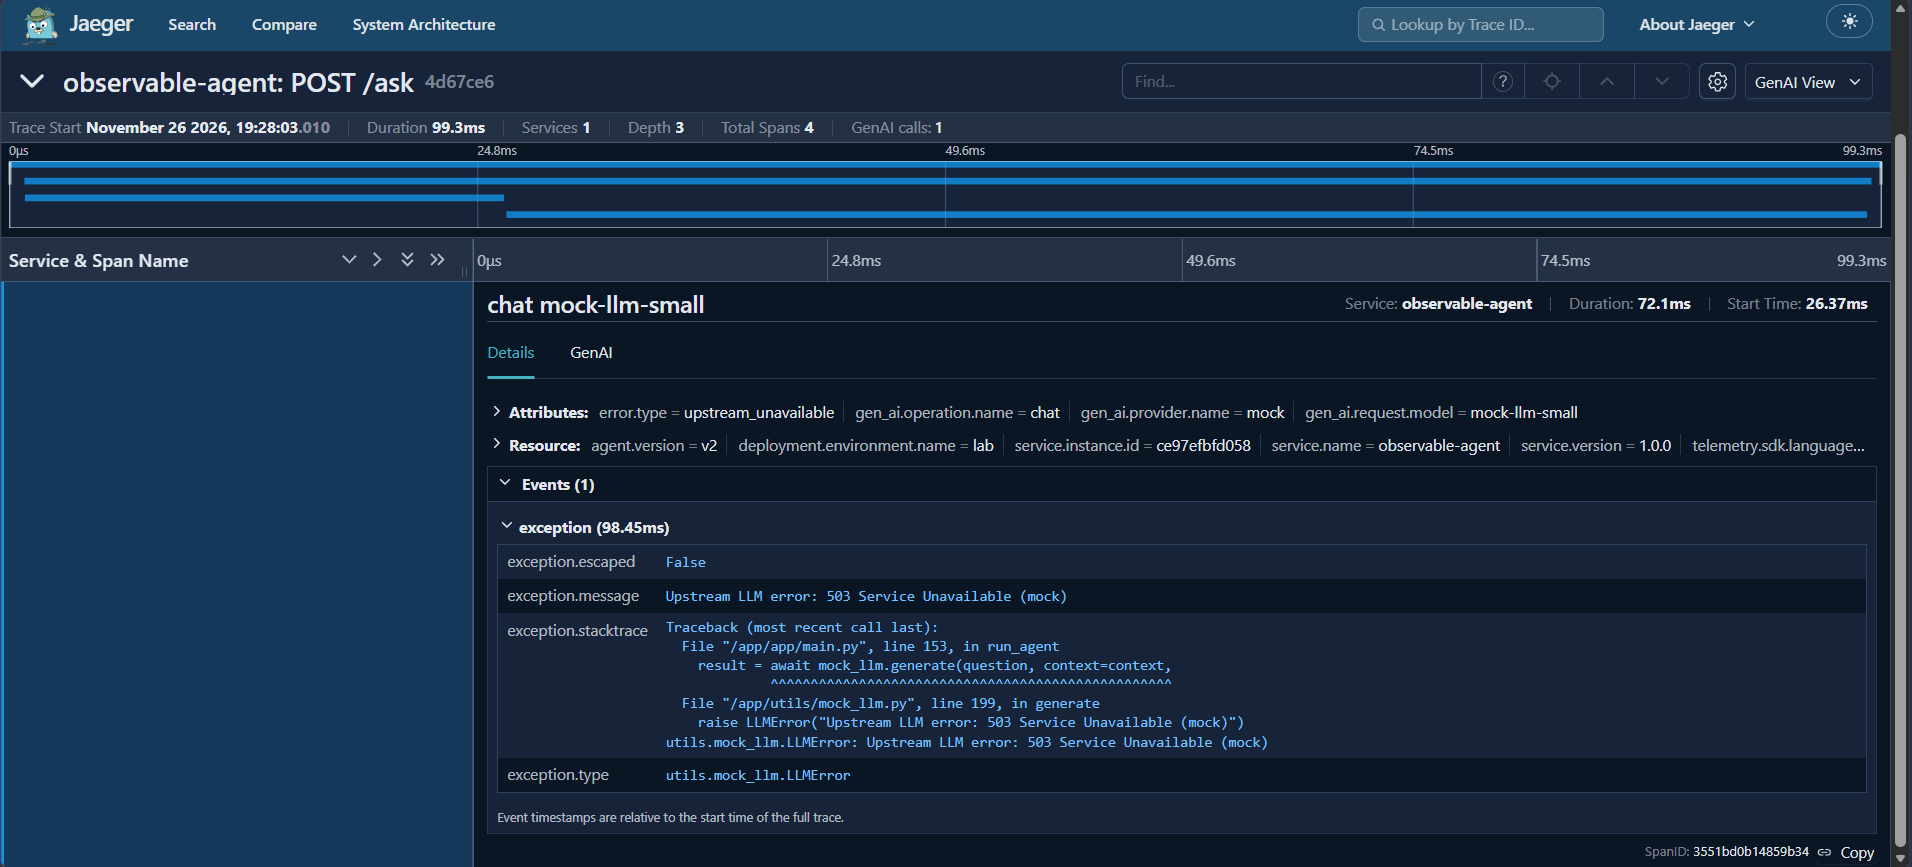 Jaeger Search Compare System Architecture Lookup by Trace ID... About Jaeger
observable-agent: POST /ask 4d67ce6 Find... ? GenAI View
Trace Start November 26 2026, 19:28:03.010 Duration 99.3ms Services 1 Depth 3 Total Spans 4 GenAI calls: 1
0μs 24.8ms 49.6ms 74.5ms 99.3ms
Service & Span Name 0μs 24.8ms 49.6ms 74.5ms 99.3ms
chat mock-llm-small Service: observable-agent Duration: 72.1ms Start Time: 26.37ms
Details GenAI
Attributes: error.type = upstream_unavailable gen_ai.operation.name = chat gen_ai.provider.name = mock gen_ai.request.model = mock-llm-small
Resource: agent.version = v2 deployment.environment.name = lab service.instance.id = ce97efbfd058 service.name = observable-agent service.version = 1.0.0 telemetry.sdk.language...
Events (1)
exception (98.45ms)
exception.escaped False
exception.message Upstream LLM error: 503 Service Unavailable (mock)
exception.stacktrace Traceback (most recent call last):
File "/app/app/main.py", line 153, in run_agent
result = await mock_llm.generate(question, context=context,
^^^^^^^^^^^^^^^^^^^^^^^^^^^^^^^^^^^^^^^^^^^^^^^^^^
File "/app/utils/mock_llm.py", line 199, in generate
raise LLMError("Upstream LLM error: 503 Service Unavailable (mock)")
utils.mock_llm.LLMError: Upstream LLM error: 503 Service Unavailable (mock)
exception.type utils.mock_llm.LLMError
Event timestamps are relative to the start time of the full trace.
SpanID: 3551bd0b14859b34 Copy